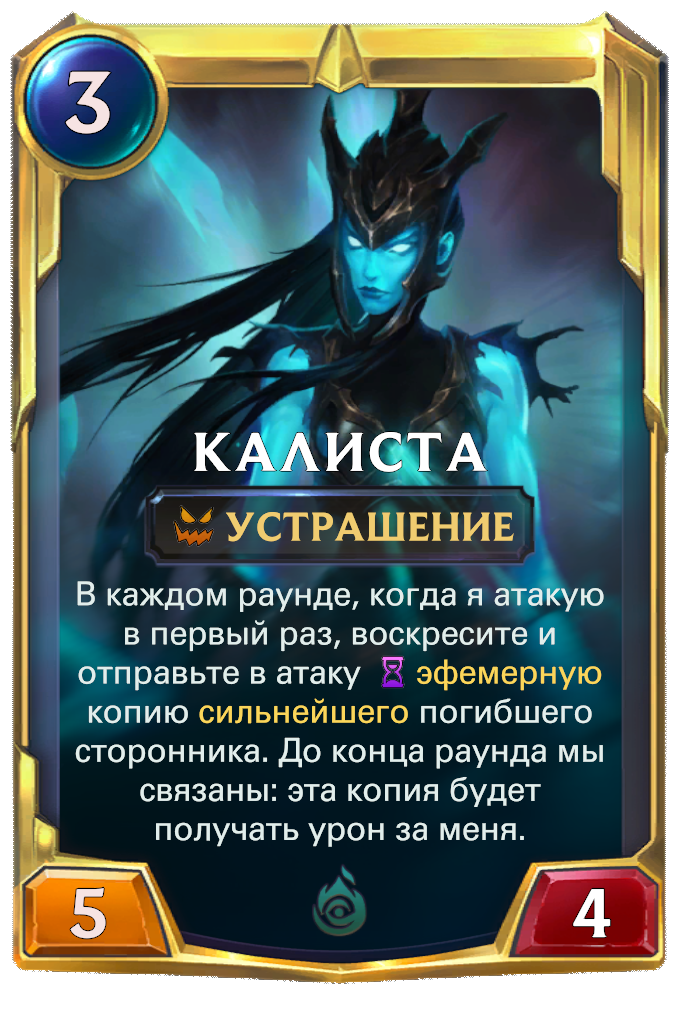 3
КАЛИСТА
УСТРАШЕНИЕ
В каждом раунде, когда я атакую
в первый раз, воскресите и
отправьте в атаку эфемерную
копию сильнейшего погибшего
сторонника. До конца раунда мы
связаны: эта копия будет
получать урон за меня.
5 4